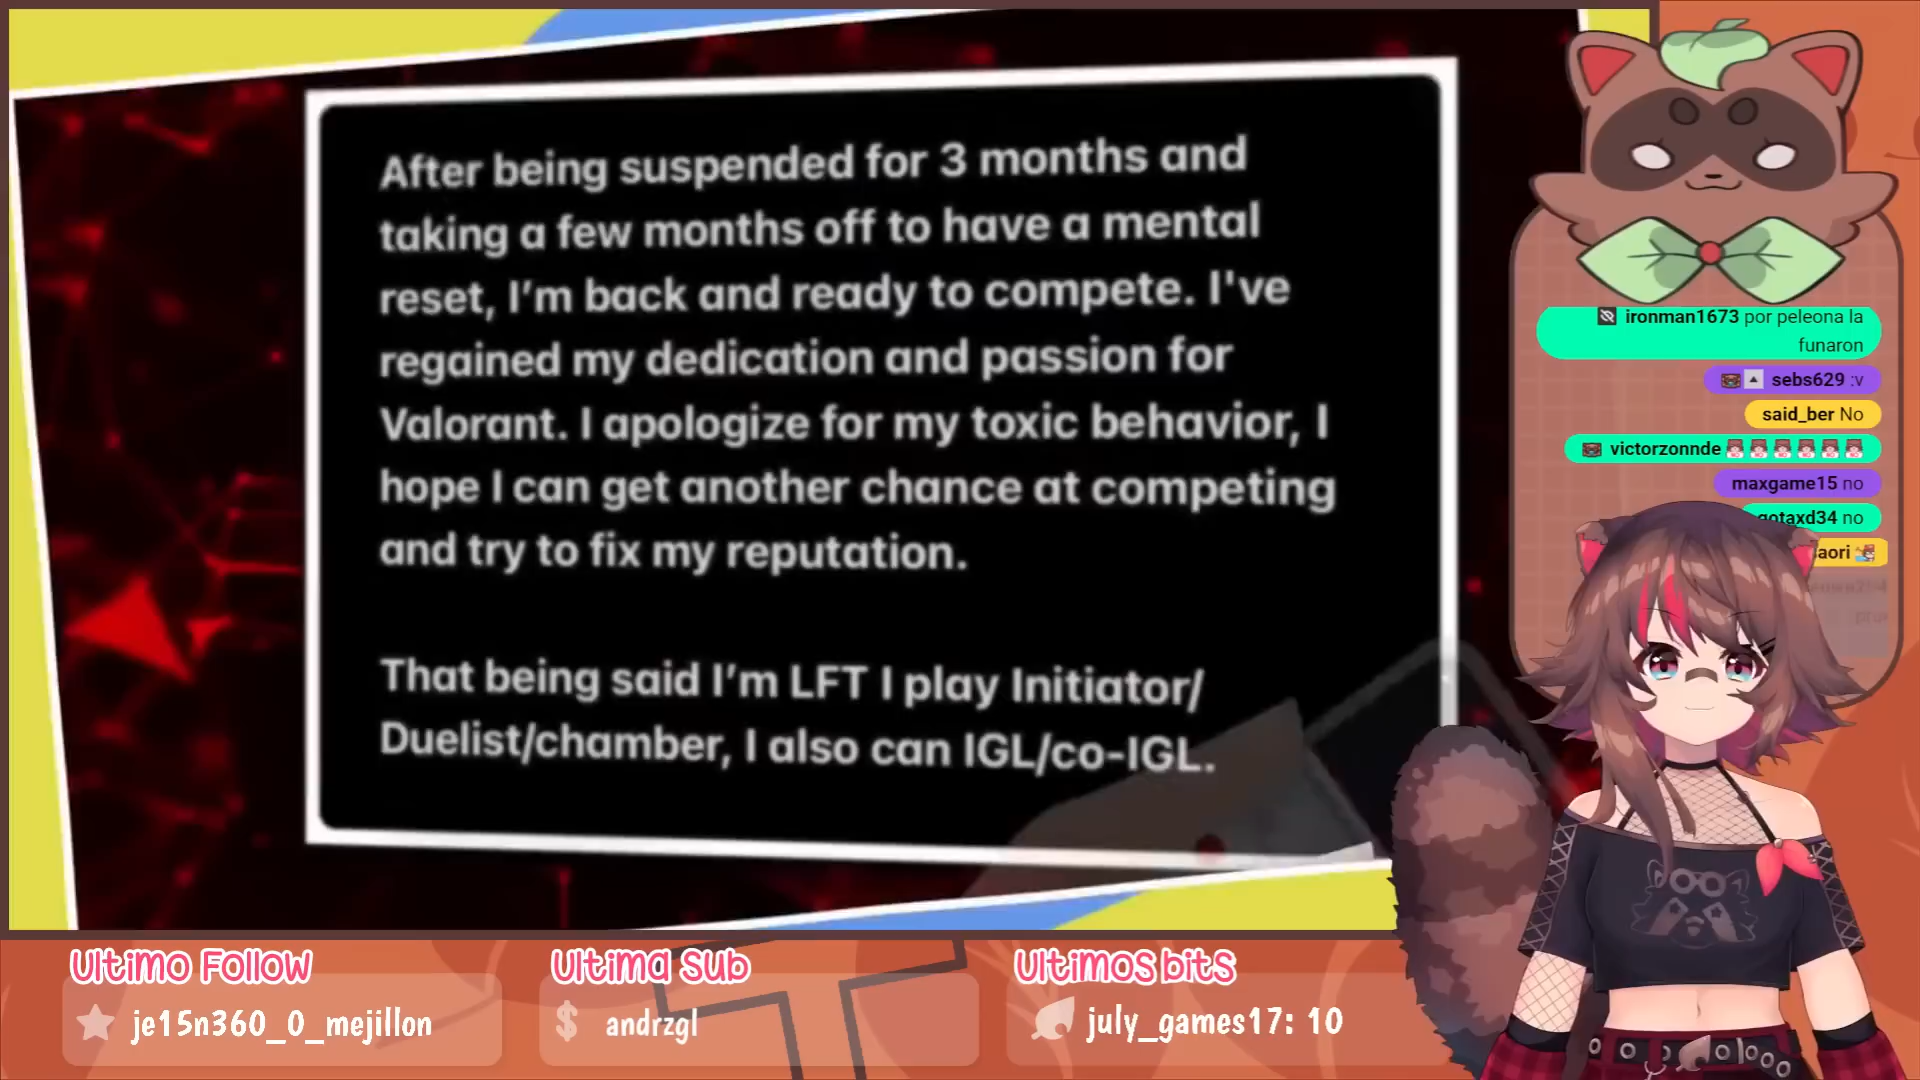 After being suspended for 3 months and
taking a few months off to have a mental
reset, I’m back and ready to compete. I've
regained my dedication and passion for
Valorant. I apologize for my toxic behavior, I
hope I can get another chance at competing
and try to fix my reputation.
That being said I’m LFT I play Initiator/
Duelist/chamber, I also can IGL/co-IGL.
ironman1673 por peleona la
funaron
sebs629 :v
said_ber No
victorzonnde
maxgame15 no
gotaxd34 no
aori
Ultimo Follow
je15n360_0_mejillon
Ultima Sub
andrzgl
Ultimos bits
july_games17: 10